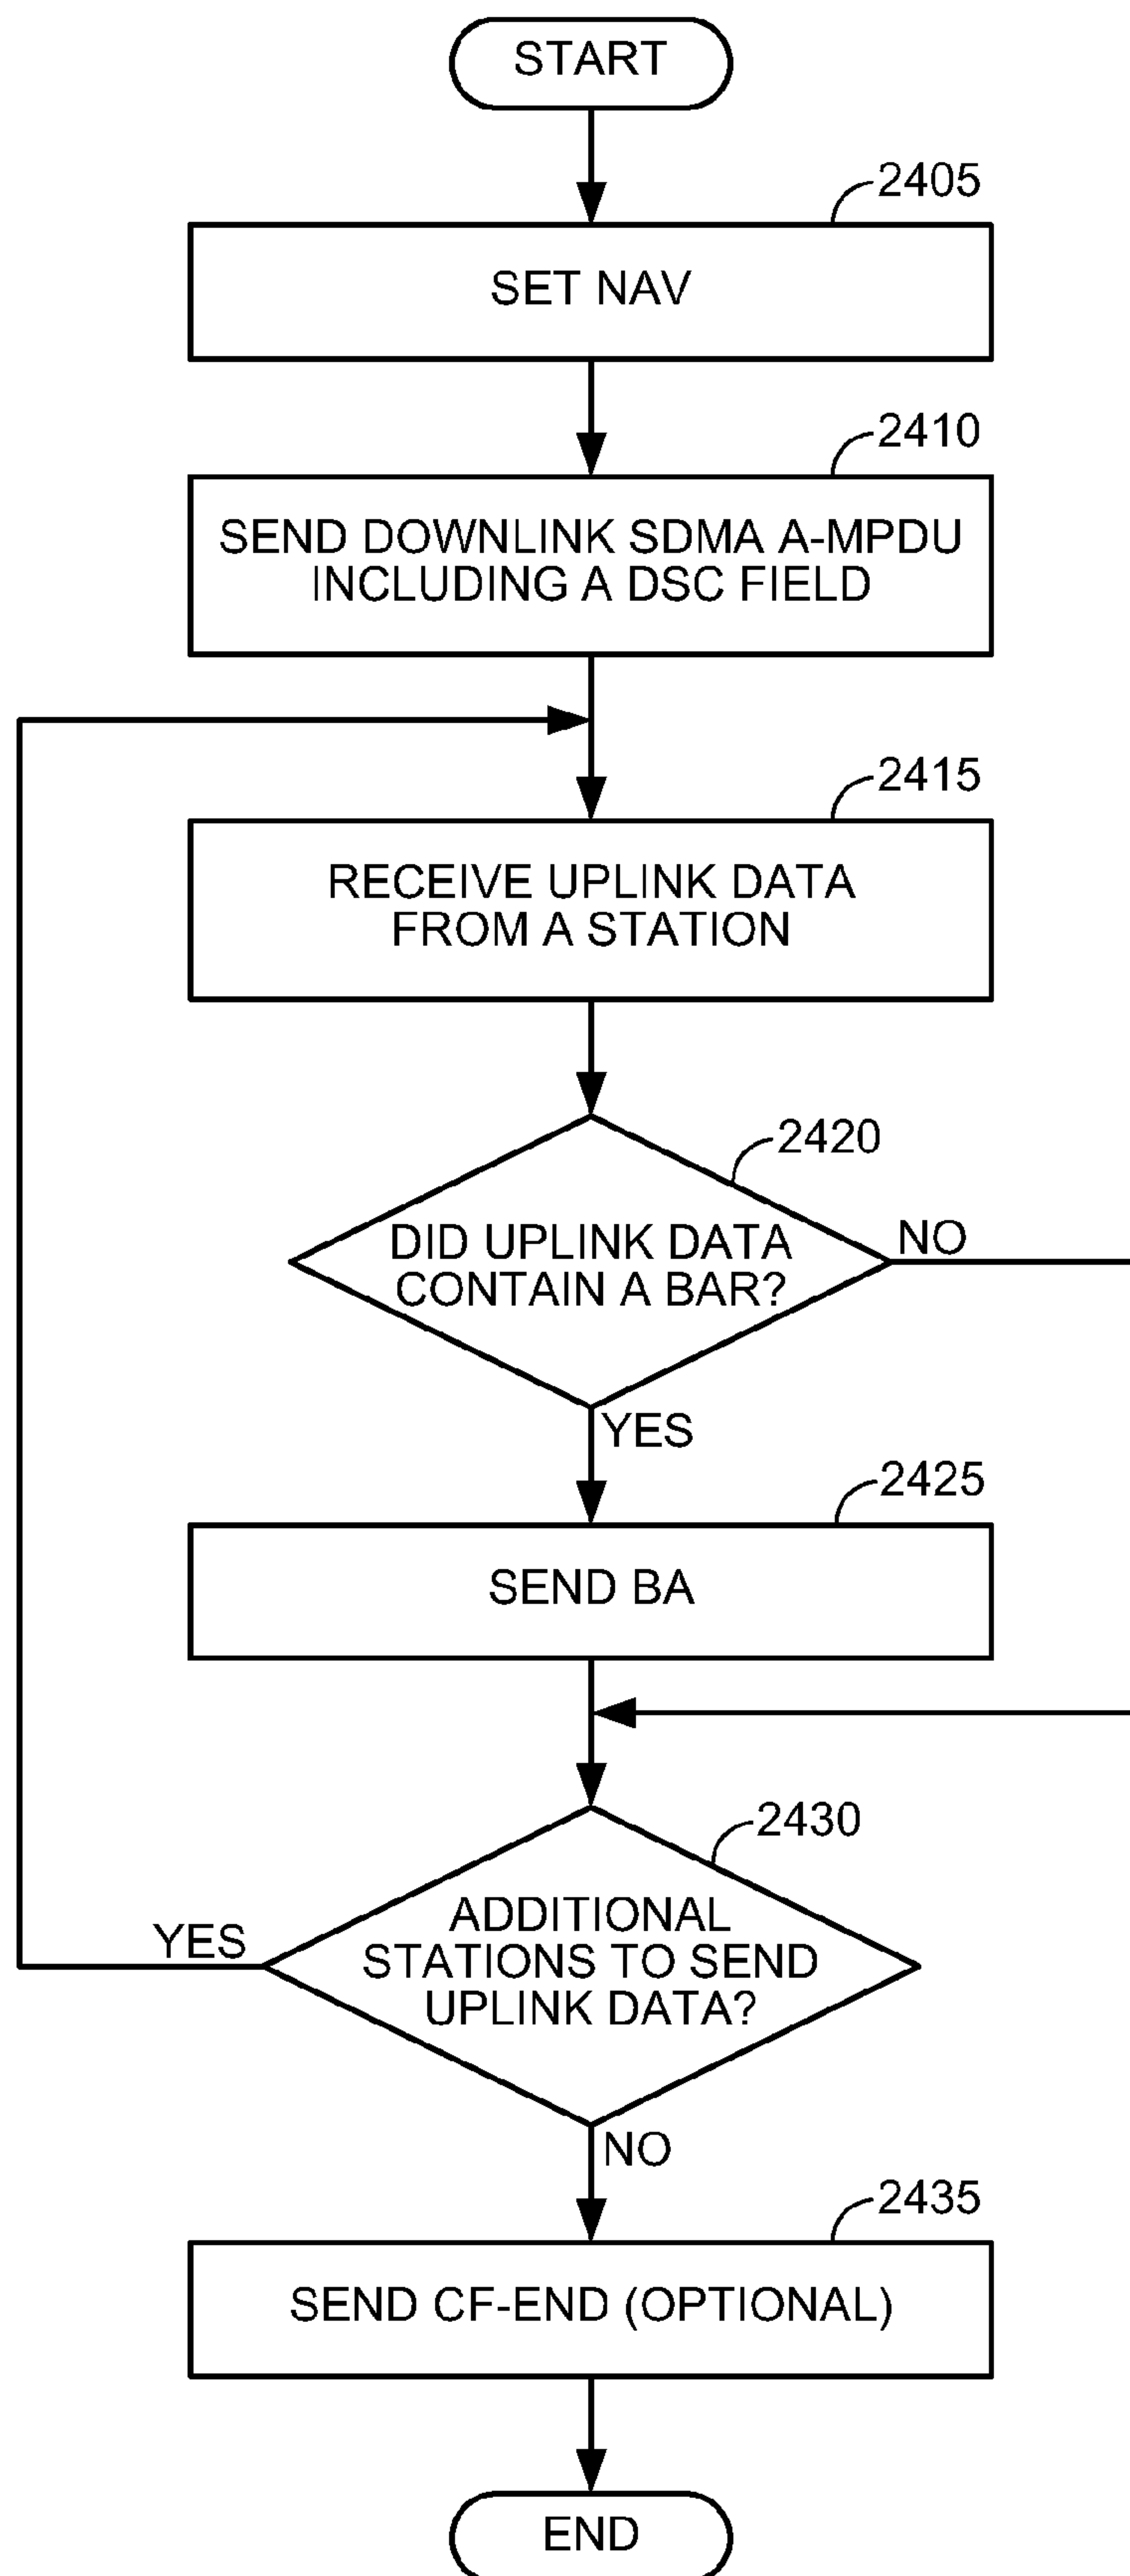 START
2405
SET NAV
2410
SEND DOWNLINK SDMA A-MPDU
INCLUDING A DSC FIELD
2415
RECEIVE UPLINK DATA
FROM A STATION
2420
DID UPLINK DATA
CONTAIN A BAR?
NO
YES
2425
SEND BA
2430
ADDITIONAL
STATIONS TO SEND
UPLINK DATA?
YES
NO
2435
SEND CF-END (OPTIONAL)
END